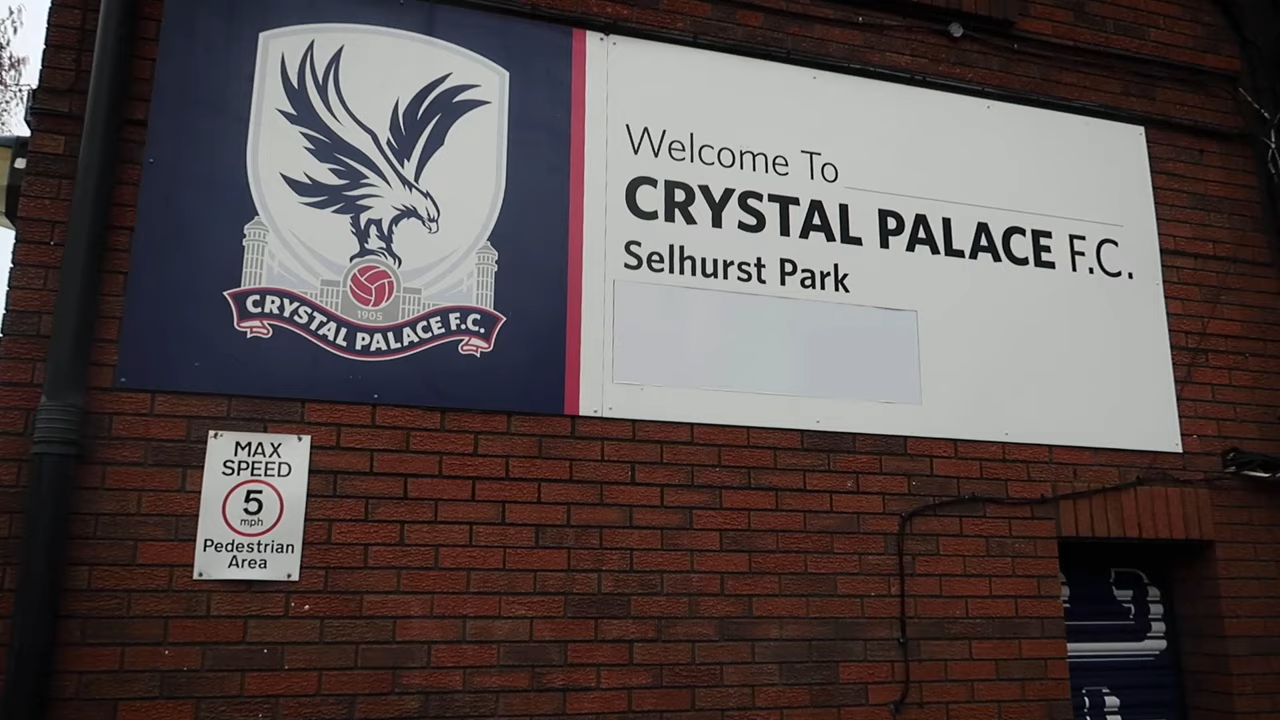 1905
CRYSTAL PALACE F.C.
Welcome To
CRYSTAL PALACE F.C.
Selhurst Park
MAX
SPEED
5
mph
Pedestrian
Area